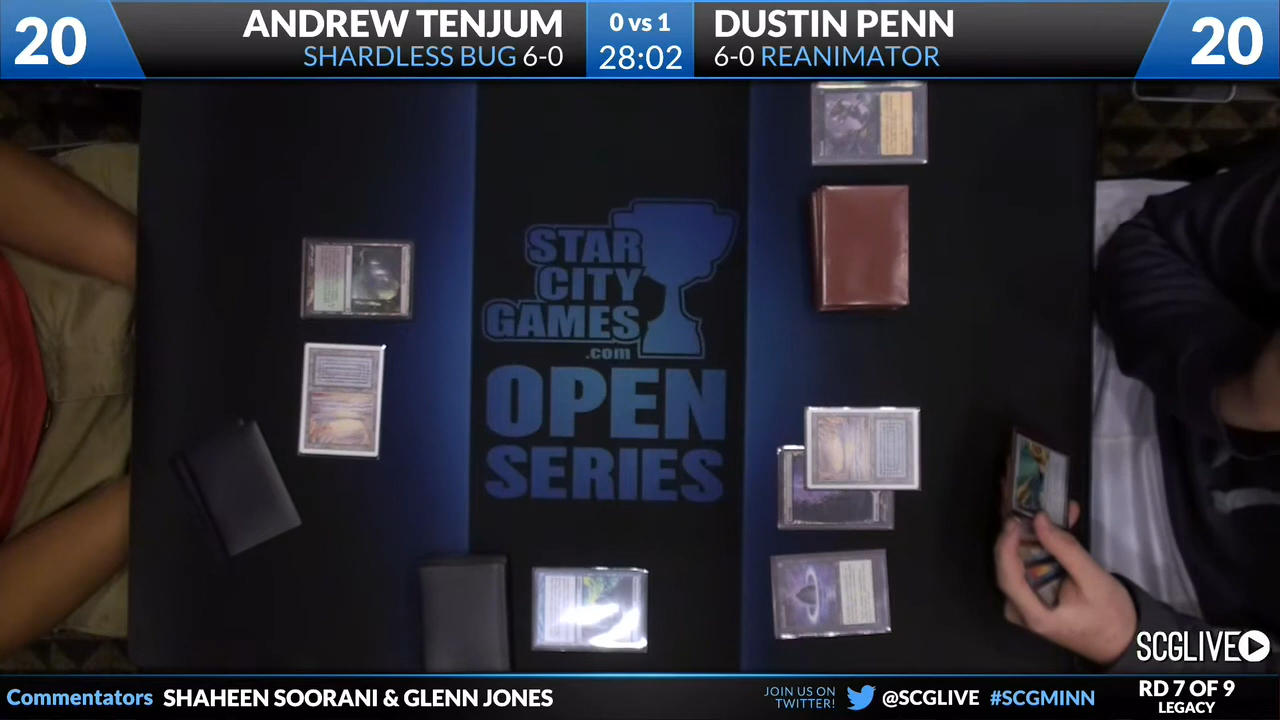 20
ANDREW TENJUM
SHARDLESS BUG 6-0
0 vs 1
28:02
DUSTIN PENN
6-0 REANIMATOR
20
STAR
CITY
GAMES
.com
OPEN
SERIES
SCGLIVE
Commentators SHAHEEN SOORANI & GLENN JONES
JOIN US ON
TWITTER!
@SCGLIVE #SCGMINN
RD 7 OF 9
LEGACY